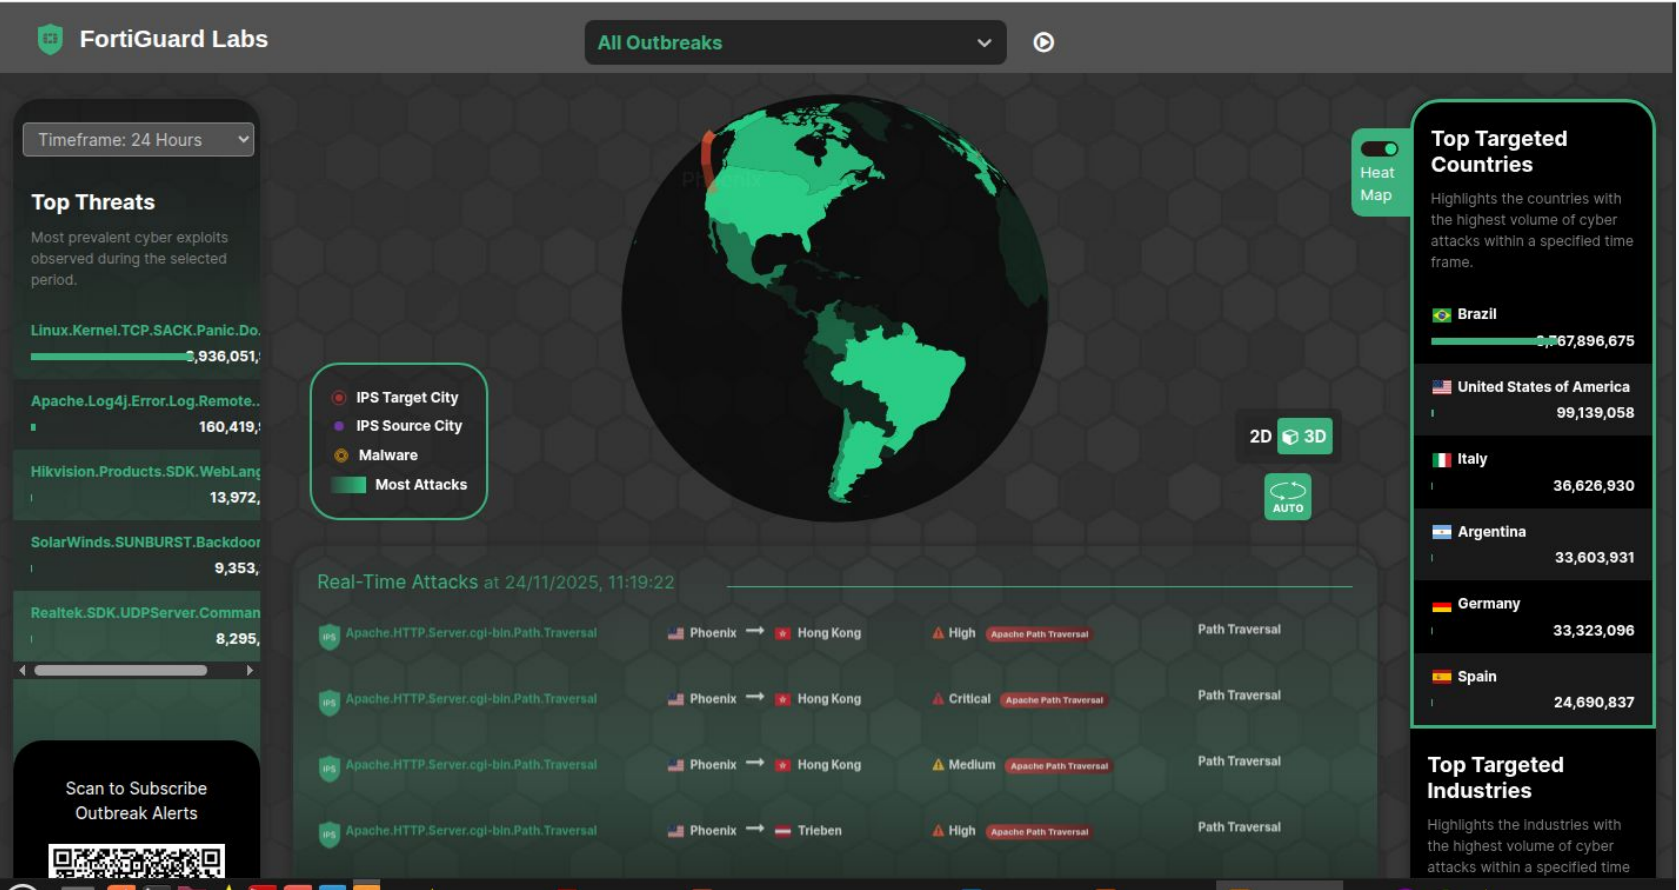 FortiGuard Labs
All Outbreaks
Timeframe: 24 Hours
Top Threats
Most prevalent cyber exploits
observed during the selected
period.
Linux.Kernel.TCP.SACK.Panic.Do.
,936,051,
Apache.Log4j.Error.Log.Remote..
160,419,
Hikvision.Products.SDK.WebLang
13,972,
SolarWinds.SUNBURST.Backdoor
9,353,
Realtek.SDK.UDPServer.Comman
8,295,
Scan to Subscribe
Outbreak Alerts
Phoenix
IPS Target City
IPS Source City
Malware
Most Attacks
2D
3D
AUTO
Real-Time Attacks at 24/11/2025, 11:19:22
IPS Apache.HTTP.Server.cgi-bin.Path.Traversal Phoenix → Hong Kong High Apache Path Traversal Path Traversal
IPS Apache.HTTP.Server.cgi-bin.Path.Traversal Phoenix → Hong Kong Critical Apache Path Traversal Path Traversal
IPS Apache.HTTP.Server.cgi-bin.Path.Traversal Phoenix → Hong Kong Medium Apache Path Traversal Path Traversal
IPS Apache.HTTP.Server.cgi-bin.Path.Traversal Phoenix → Trieben High Apache Path Traversal Path Traversal
Heat
Map
Top Targeted
Countries
Highlights the countries with
the highest volume of cyber
attacks within a specified time
frame.
Brazil
67,896,675
United States of America
99,139,058
Italy
36,626,930
Argentina
33,603,931
Germany
33,323,096
Spain
24,690,837
Top Targeted
Industries
Highlights the industries with
the highest volume of cyber
attacks within a specified time